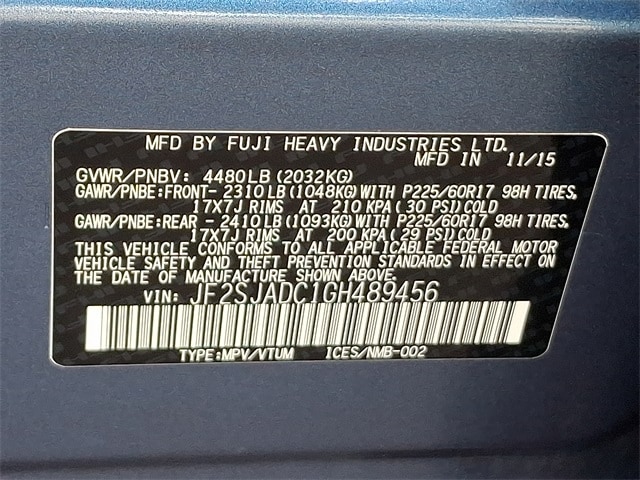 MFD BY FUJI HEAVY INDUSTRIES LTD.
MFD IN 11/15
GVWR/PNBV: 4480LB(2032KG)
GAWR/PNBE:FRONT- 2310LB(1048KG)WITH P225/60R17 98H TIRES.
17X7J RIMS AT 210 KPA( 30 PSI)COLD
GAWR/PNBE:REAR - 2410LB(1093KG)WITH P225/60R17 98H TIRES.
17X7J RIMS AT 200 KPA( 29 PSI)COLD
THIS VEHICLE CONFORMS TO ALL APPLICABLE FEDERAL MOTOR
VEHICLE SAFETY AND THEFT PREVENTION STANDARDS IN EFFECT ON
THE DATE OF MANUFACTURE SHOWN ABOVE.
VIN: JF2SJADC1GH489456
TYPE:MPV/VTUM ICES/NMB-002